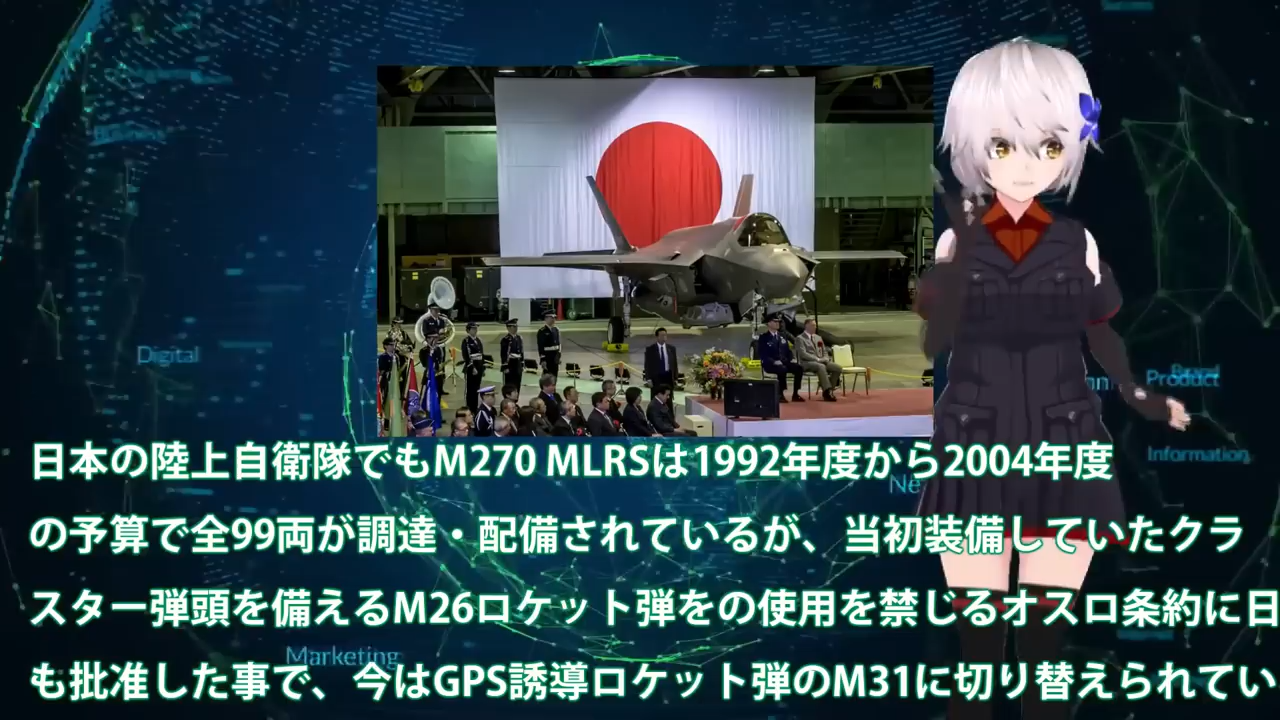 Digital
Product
Information
Ne
日本の陸上自衛隊でもM270 MLRSは1992年度から2004年度
の予算で全99両が調達・配備されているが、当初装備していたクラ
スター弾頭を備えるM26ロケット弾をの使用を禁じるオスロ条約に日
Marketing
も批准した事で、今はGPS誘導ロケット弾のM31に切り替えられてい